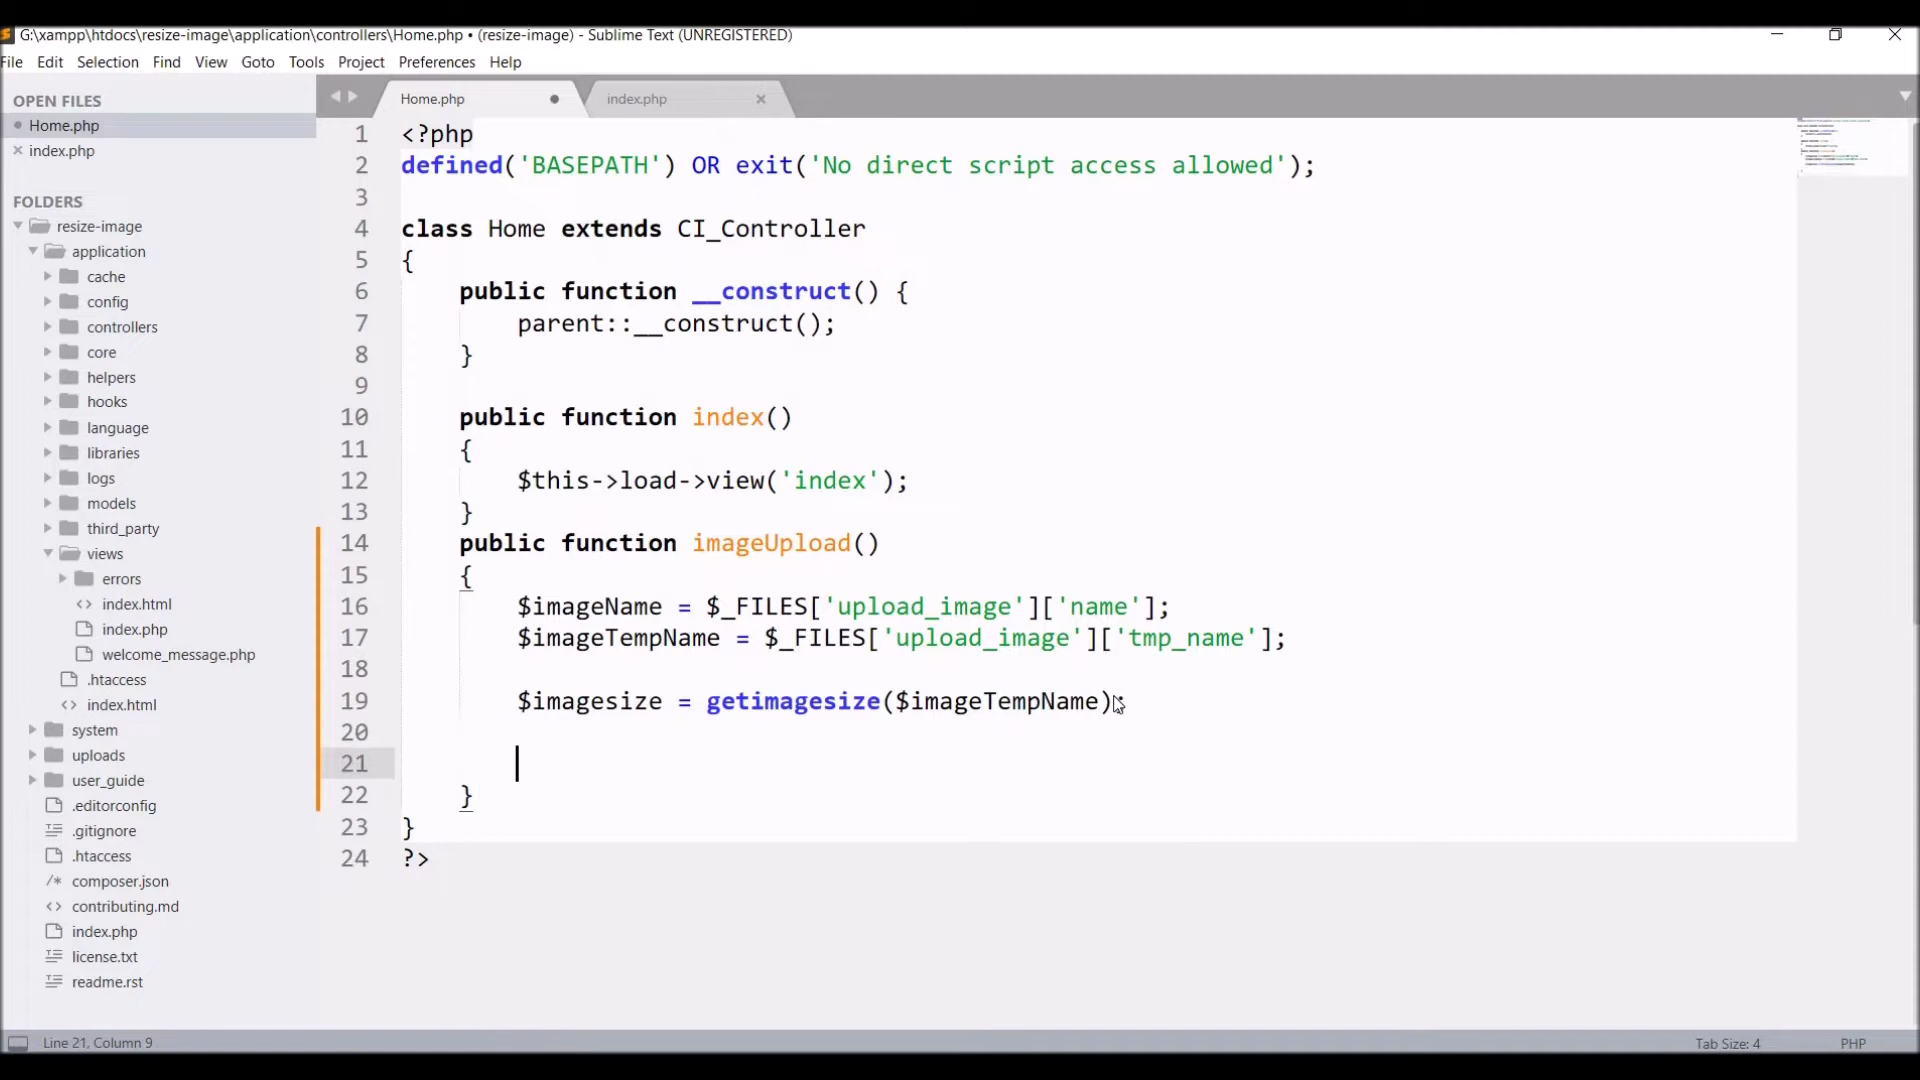 G:\xampp\htdocs\resize-image\application\controllers\Home.php • (resize-image) - Sublime Text (UNREGISTERED)
File Edit Selection Find View Goto Tools Project Preferences Help
OPEN FILES
Home.php
index.php
FOLDERS
resize-image
application
cache
config
controllers
core
helpers
hooks
language
libraries
logs
models
third_party
views
errors
index.html
index.php
welcome_message.php
.htaccess
index.html
system
uploads
user_guide
.editorconfig
.gitignore
.htaccess
composer.json
contributing.md
index.php
license.txt
readme.rst
Home.php index.php
1 <?php
2 defined('BASEPATH') OR exit('No direct script access allowed');
3
4 class Home extends CI_Controller
5 {
6 public function __construct() {
7 parent::__construct();
8 }
9
10 public function index()
11 {
12 $this->load->view('index');
13 }
14 public function imageUpload()
15 {
16 $imageName = $_FILES['upload_image']['name'];
17 $imageTempName = $_FILES['upload_image']['tmp_name'];
18
19 $imagesize = getimagesize($imageTempName);
20
21
22 }
23 }
24 ?>
Line 21, Column 9 Tab Size: 4 PHP